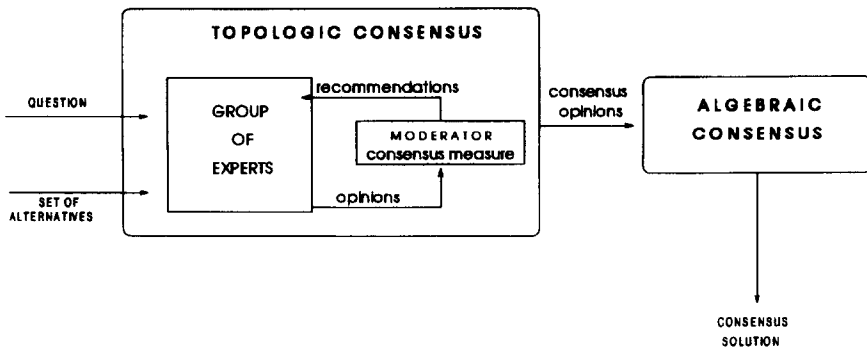 TOPOLOGIC CONSENSUS
QUESTION
SET OF
ALTERNATIVES
GROUP
OF
EXPERTS
recommendations
MODERATOR
consensus measure
opinions
consensus
opinions
ALGEBRAIC
CONSENSUS
CONSENSUS
SOLUTION